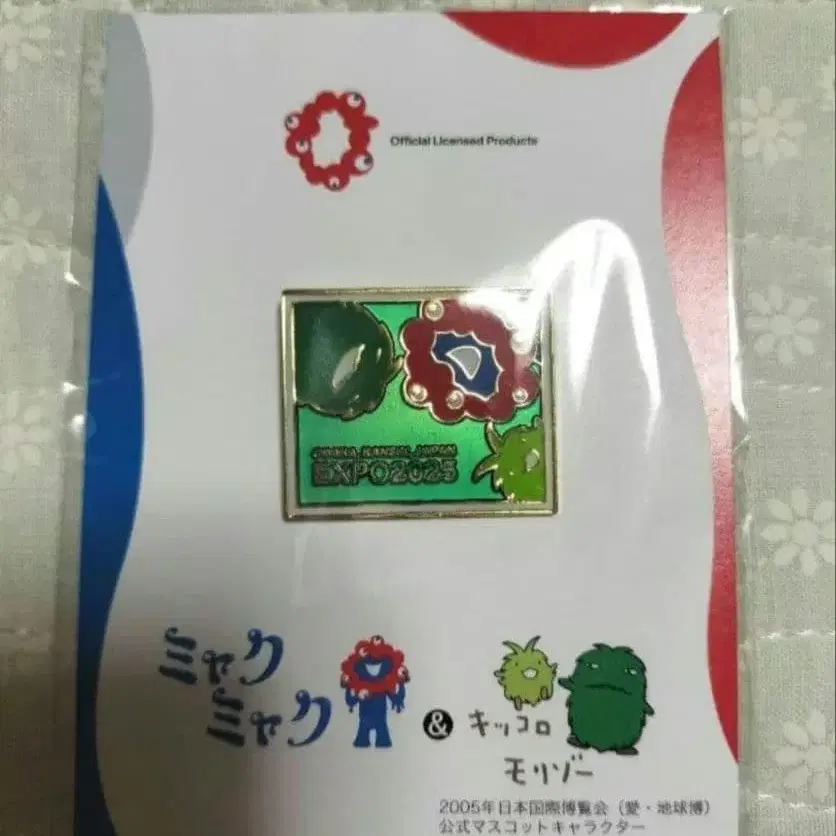 Official Licensed Products
OSAKA, KANSAI, JAPAN
EXPO2025
ミャク
ミャク
&
キッコロ
モリゾー
2005年日本国際博覧会（愛・地球博）
公式マスコットキャラクター